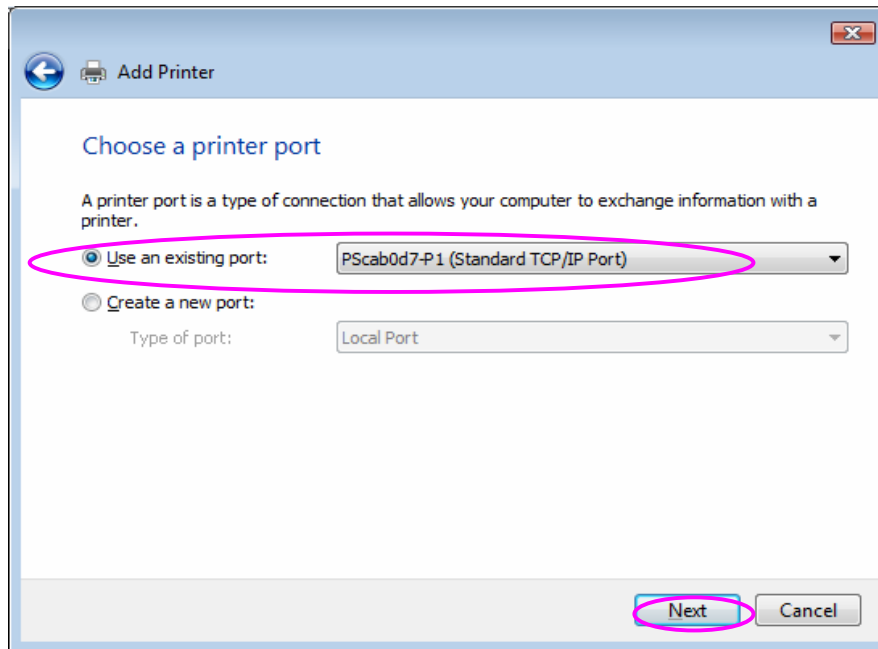 Add Printer
Choose a printer port
A printer port is a type of connection that allows your computer to exchange information with a
printer.
Use an existing port: PScab0d7-P1 (Standard TCP/IP Port)
Create a new port:
Type of port: Local Port
Next Cancel